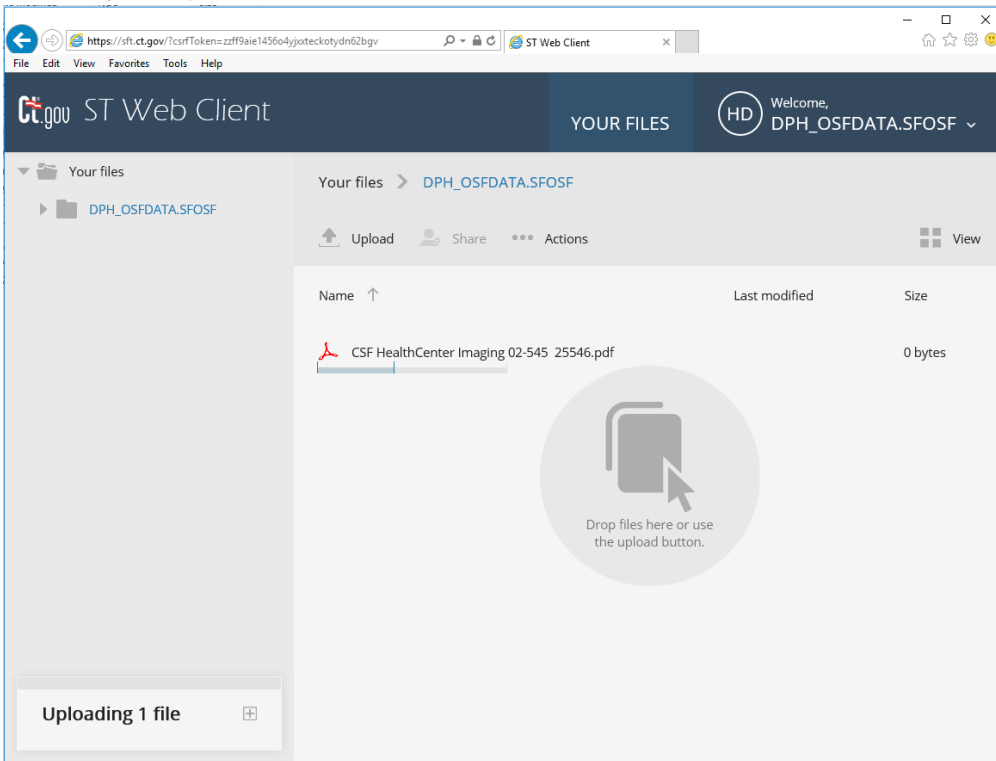 https://sft.ct.gov/?csrfToken=zzff9aie1456o4yjxxteckotydn62bgv
ST Web Client
File Edit View Favorites Tools Help
Ct.gov ST Web Client
YOUR FILES
HD
Welcome,
DPH_OSFDATA.SFOSF
Your files
DPH_OSFDATA.SFOSF
Your files > DPH_OSFDATA.SFOSF
Upload Share Actions View
Name Last modified Size
CSF HealthCenter Imaging 02-545 25546.pdf 0 bytes
Drop files here or use
the upload button.
Uploading 1 file